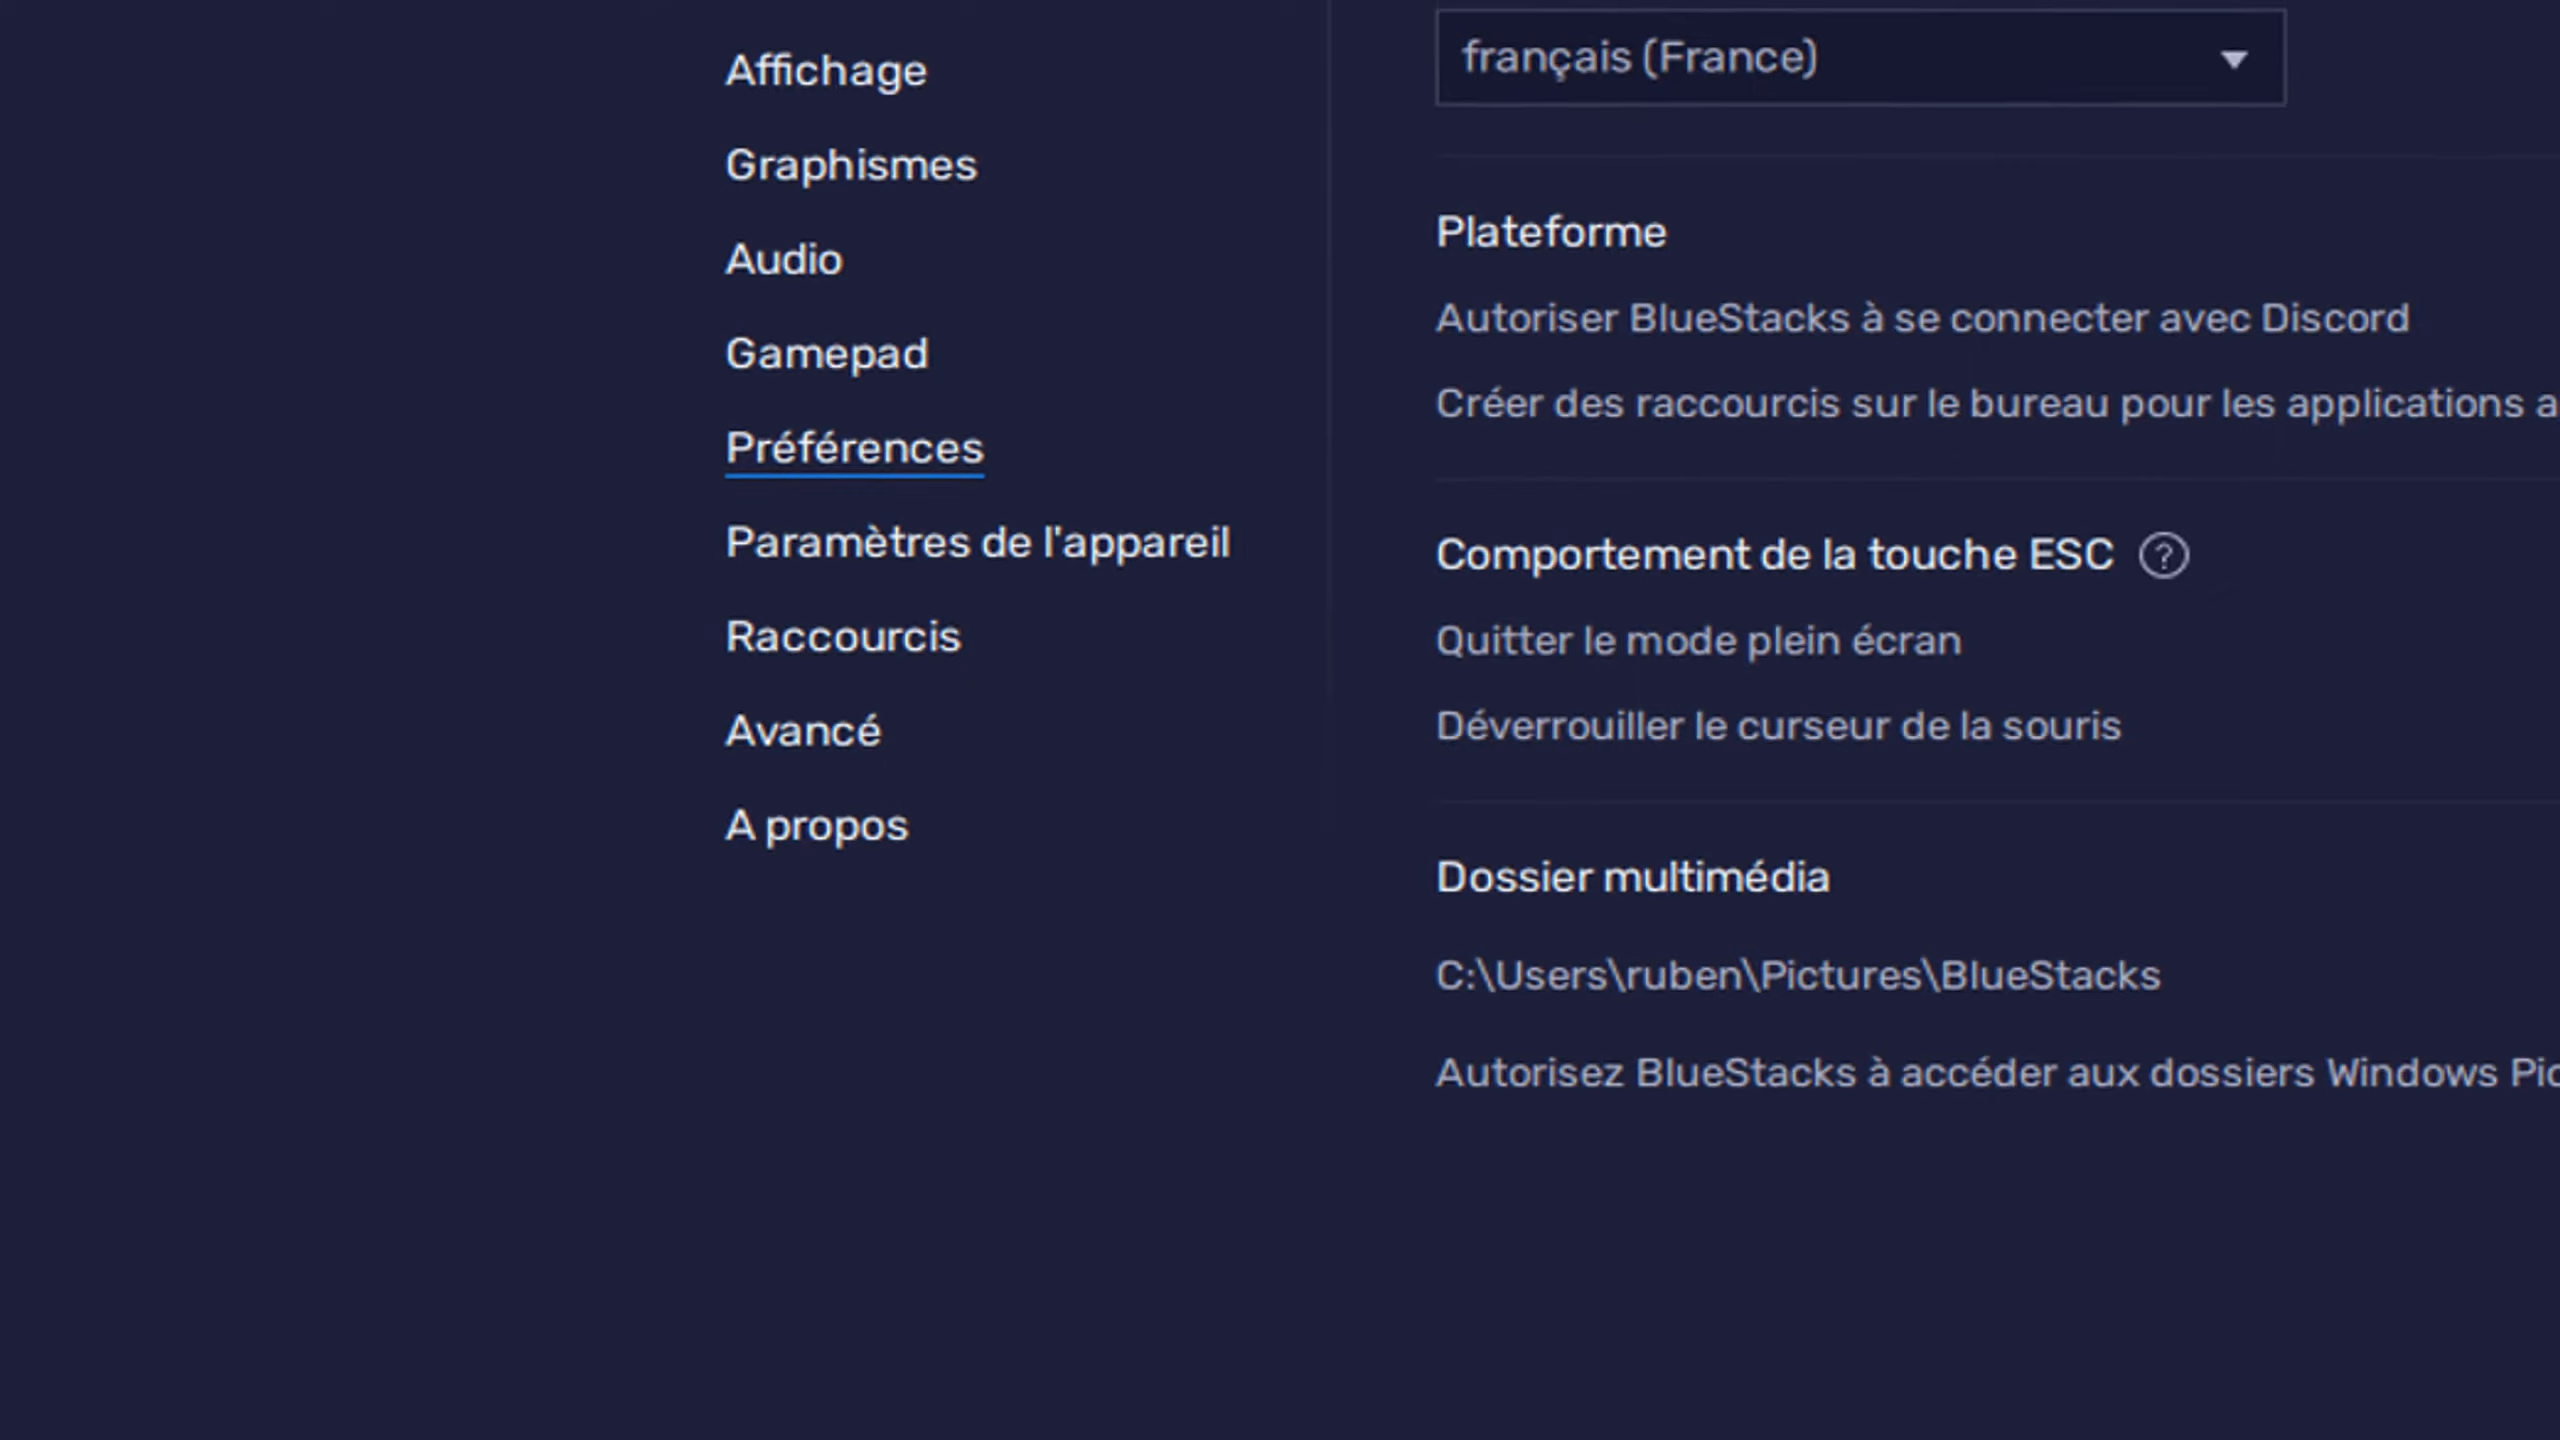 Affichage
Graphismes
Audio
Gamepad
Préférences
Paramètres de l'appareil
Raccourcis
Avancé
A propos
français (France)
Plateforme
Autoriser BlueStacks à se connecter avec Discord
Créer des raccourcis sur le bureau pour les applications a
Comportement de la touche ESC ?
Quitter le mode plein écran
Déverrouiller le curseur de la souris
Dossier multimédia
C:\Users\ruben\Pictures\BlueStacks
Autorisez BlueStacks à accéder aux dossiers Windows Pic